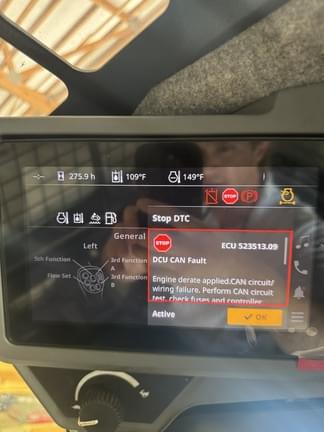 275.9 h 109°F 149°F
STOP P
Stop DTC
General
Left
5th Function
3rd Function
A
Flow Set
3rd Function
B
STOP ECU 523513.09
DCU CAN Fault
Engine derate applied.CAN circuit/
wiring failure. Perform CAN circuit
test, check fuses and controller
Active OK